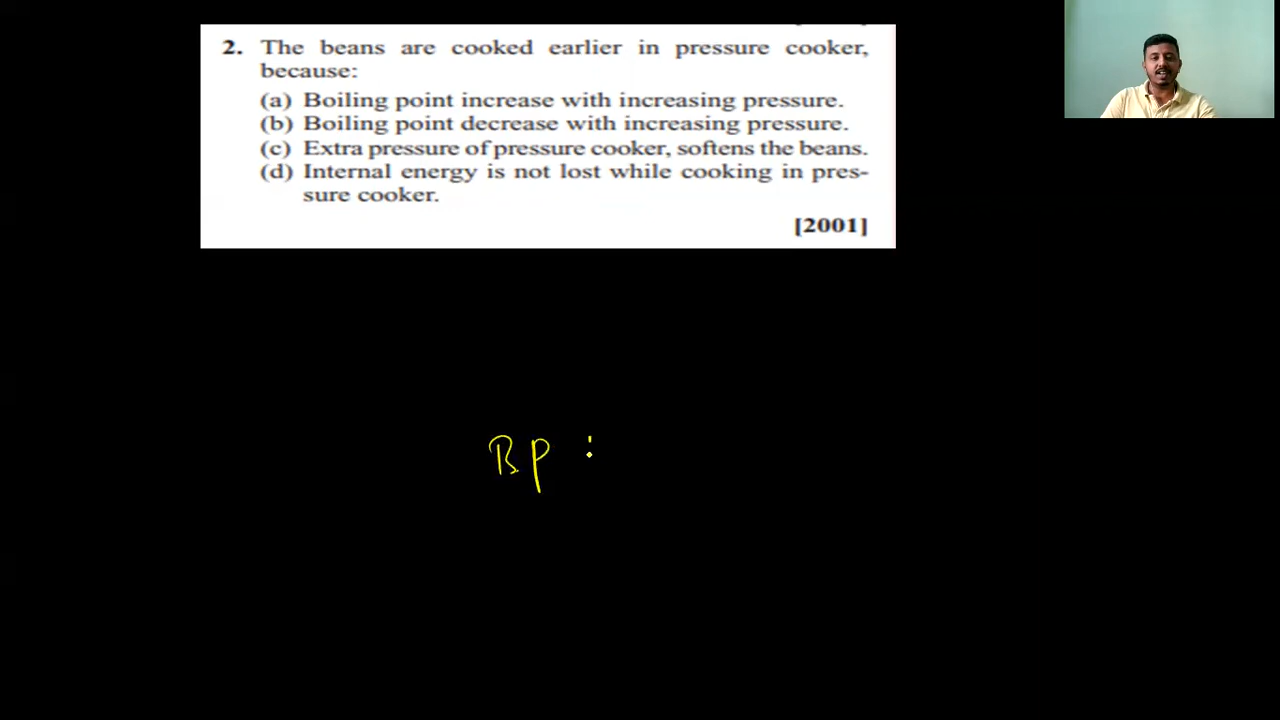 2. The beans are cooked earlier in pressure cooker,
because:
(a) Boiling point increase with increasing pressure.
(b) Boiling point decrease with increasing pressure.
(c) Extra pressure of pressure cooker, softens the beans.
(d) Internal energy is not lost while cooking in pres-
sure cooker.
[2001]
BP :